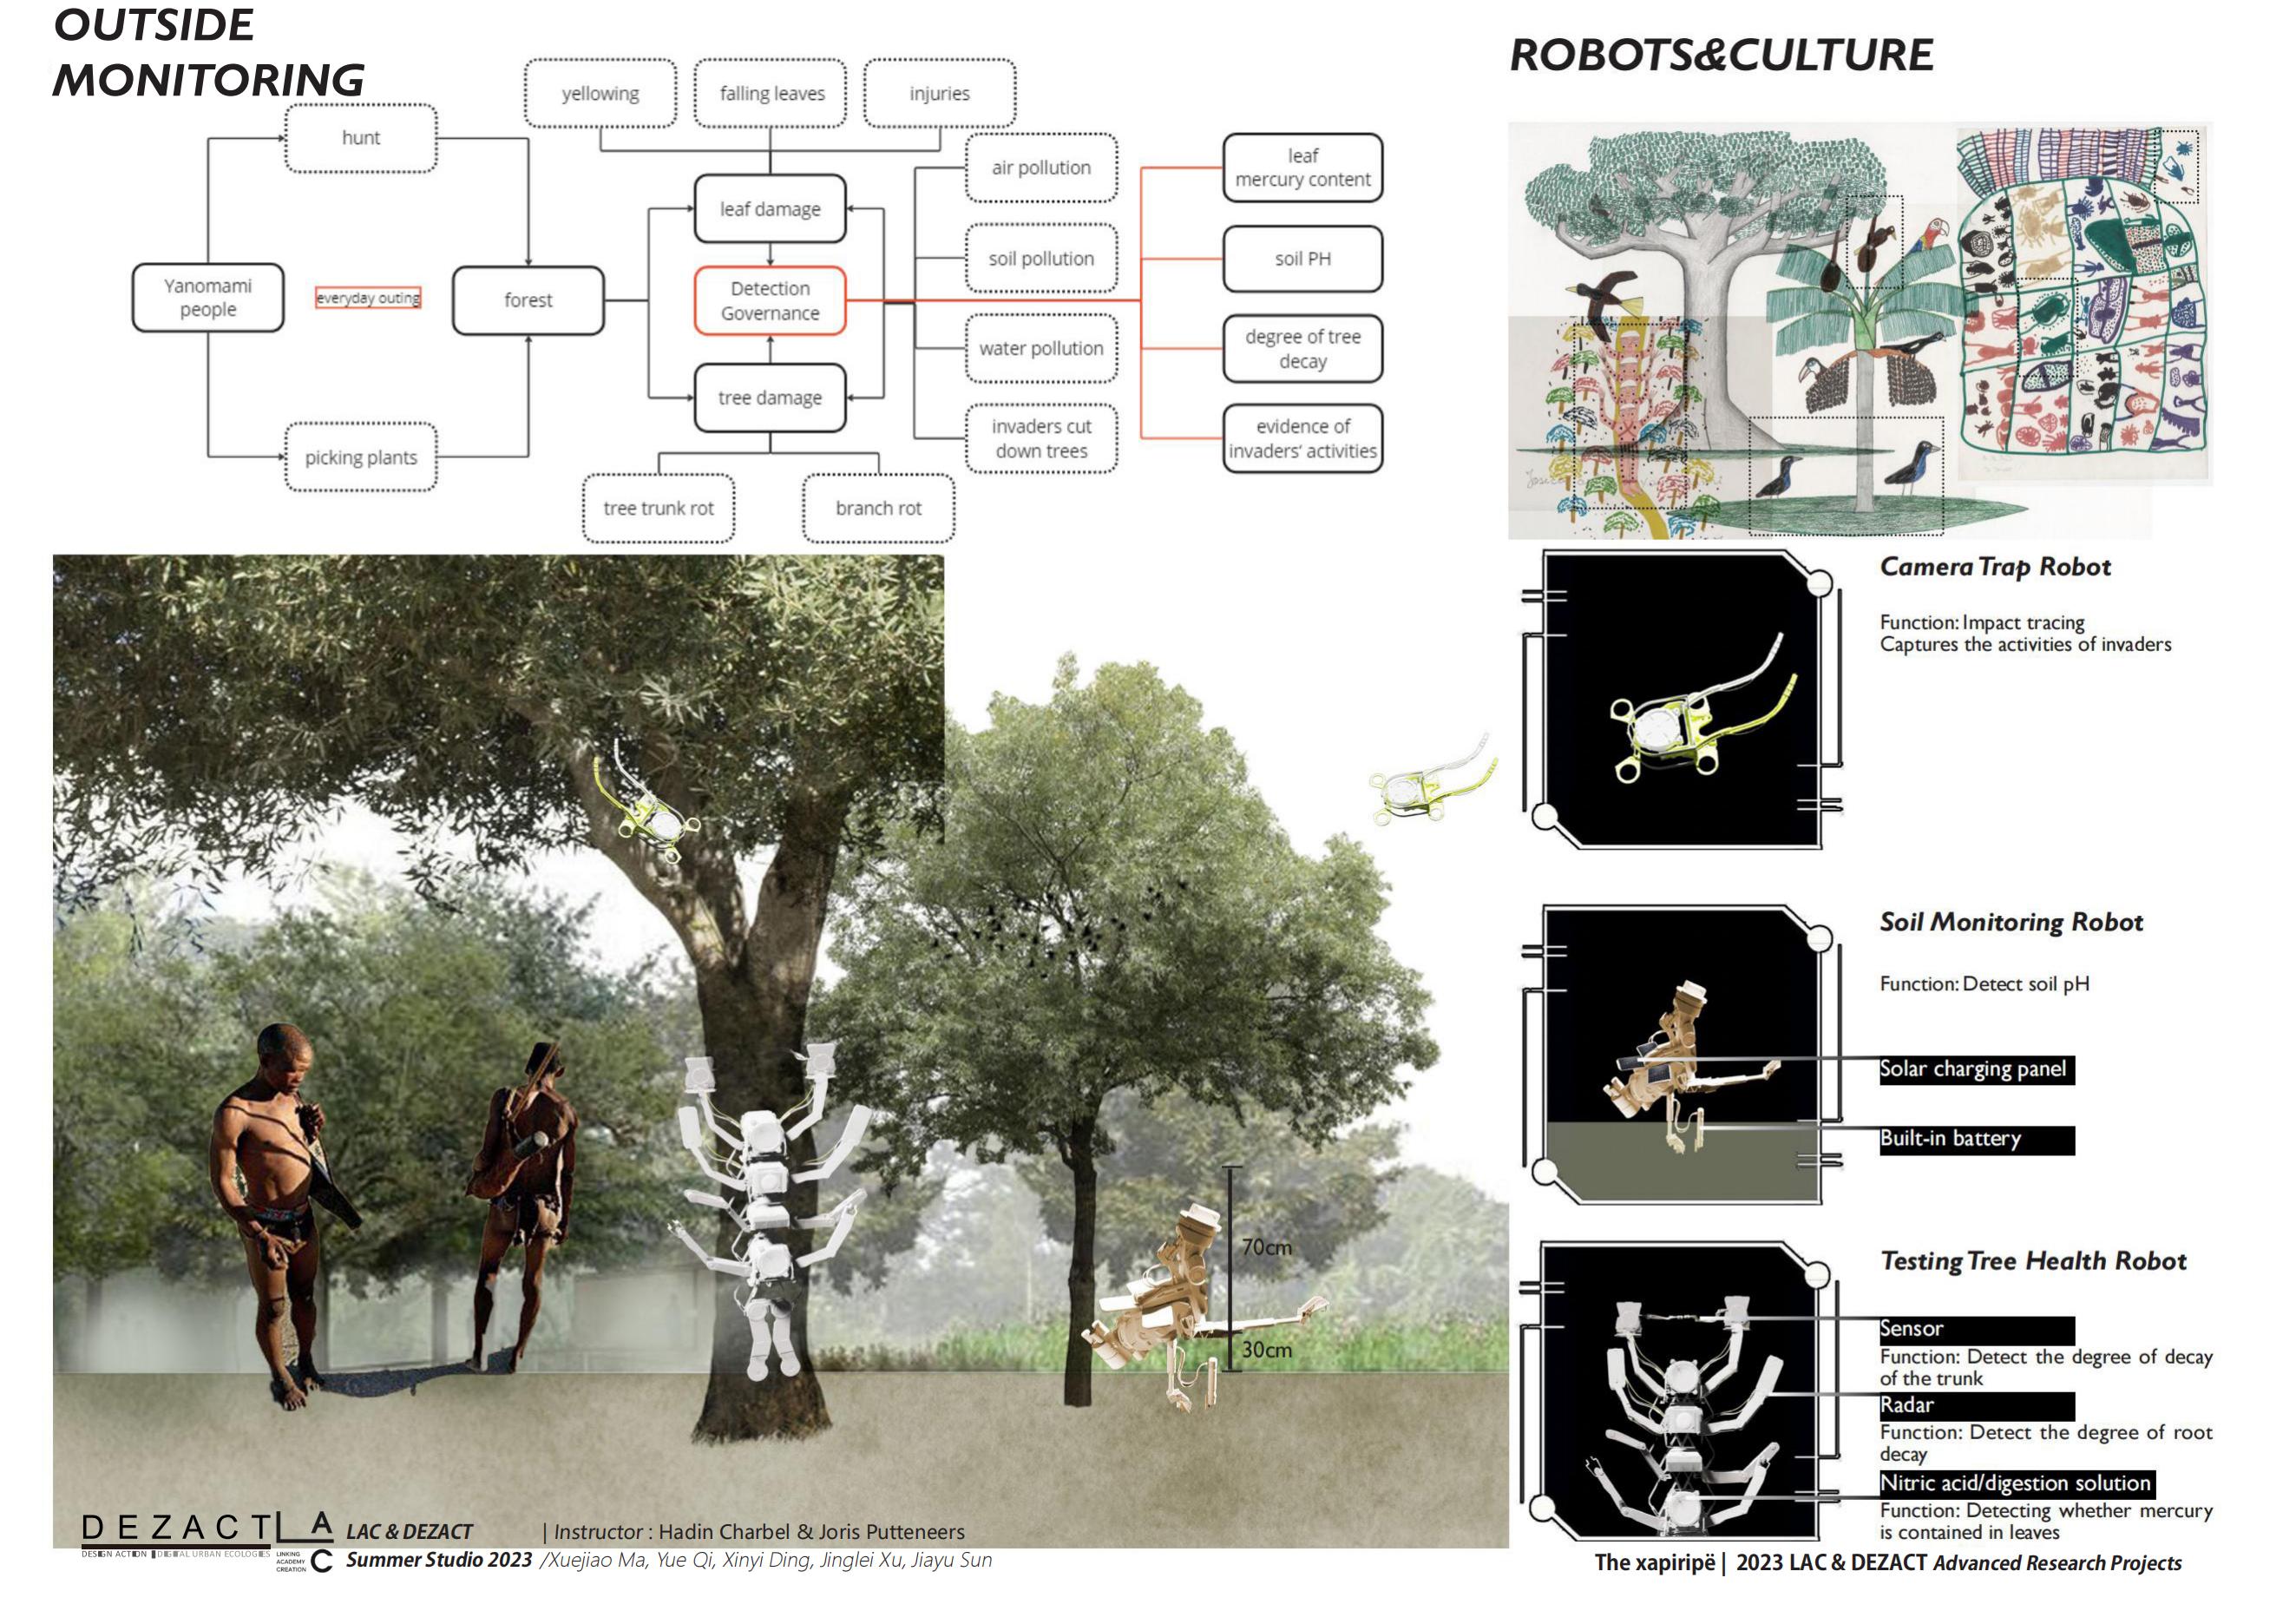 OUTSIDE
MONITORING
yellowing
falling leaves
injuries
hunt
air pollution
leaf
mercury content
leaf damage
soil pollution
soil PH
Yanomami
people
everyday outing
forest
Detection
Governance
water pollution
degree of tree
decay
tree damage
invaders cut
down trees
evidence of
invaders' activities
picking plants
tree trunk rot
branch rot
70cm
30cm
ROBOTS&CULTURE
Camera Trap Robot
Function: Impact tracing
Captures the activities of invaders
Soil Monitoring Robot
Function: Detect soil pH
Solar charging panel
Built-in battery
Testing Tree Health Robot
Sensor
Function: Detect the degree of decay
of the trunk
Radar
Function: Detect the degree of root
decay
Nitric acid/digestion solution
Function: Detecting whether mercury
is contained in leaves
DEZACT
DESIGN ACTION DIGITAL URBAN ECOLOGIES
L A C
LINKING
ACADEMY
CREATION
LAC & DEZACT | Instructor : Hadin Charbel & Joris Putteneers
Summer Studio 2023 /Xuejiao Ma, Yue Qi, Xinyi Ding, Jinglei Xu, Jiayu Sun
The xapiripë | 2023 LAC & DEZACT Advanced Research Projects